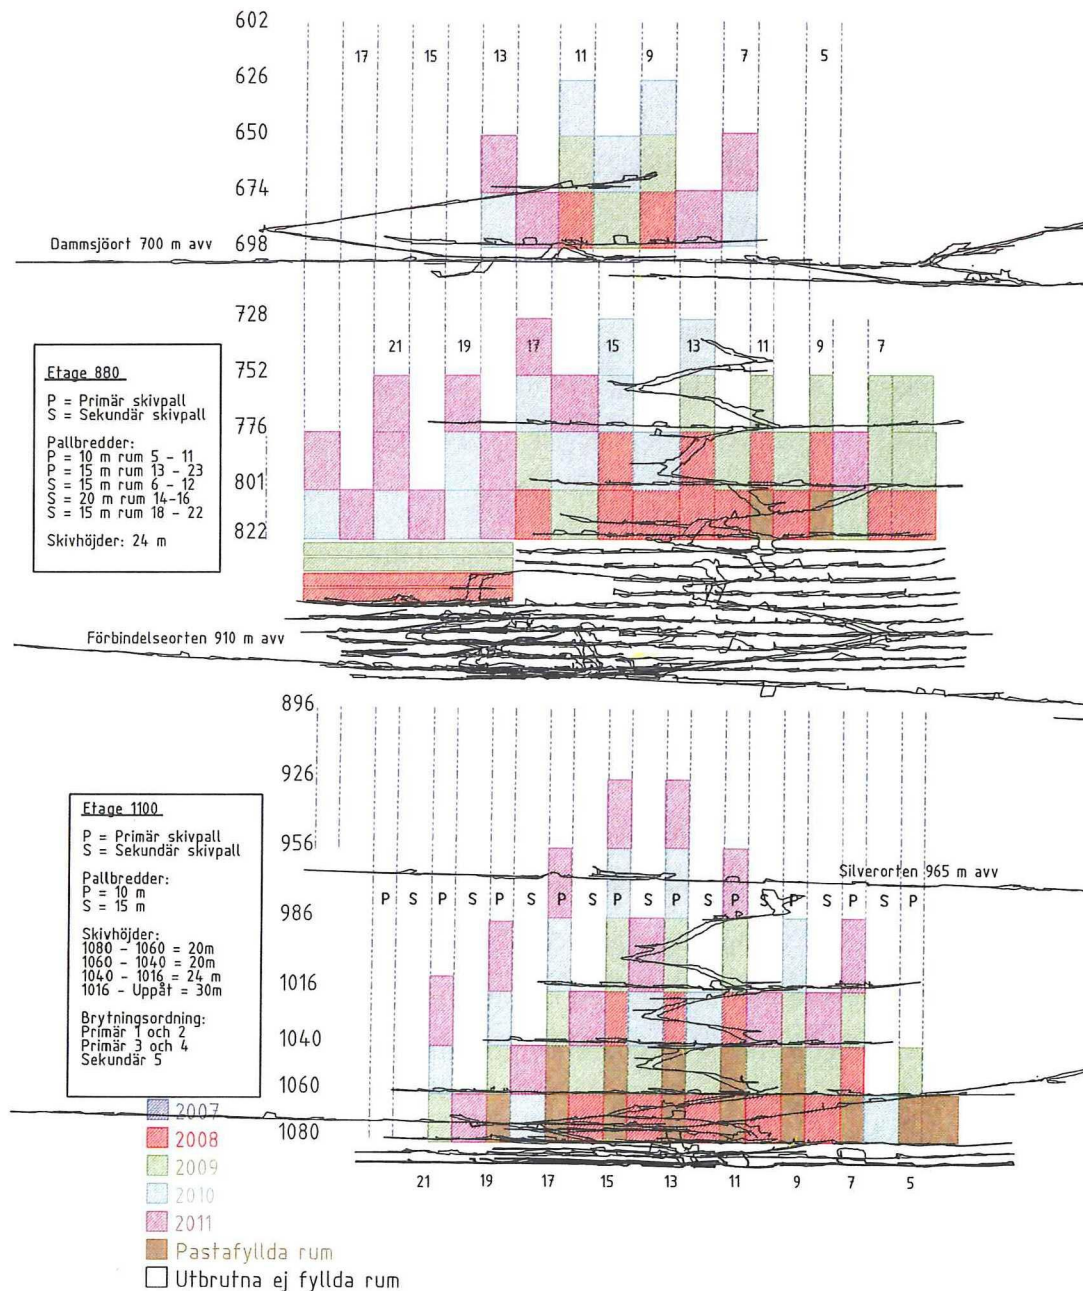 602
17 15 13 11 9 7 5
626
650
674
Dammsjöort 700 m avv
698
728
21 19 17 15 13 11 9 7
752
776
801
822
Etage 880
P = Primär skivpall
S = Sekundär skivpall
Pallbredder:
P = 10 m rum 5 - 11
P = 15 m rum 13 - 23
S = 15 m rum 6 - 12
S = 20 m rum 14-16
S = 15 m rum 18 - 22
Skivhöjder: 24 m
Förbindelseorten 910 m avv
896
926
956
Silverorten 965 m avv
P S P S P S P S P S P S P S P S P S P
986
1016
1040
1060
1080
Etage 1100
P = Primär skivpall
S = Sekundär skivpall
Pallbredder:
P = 10 m
S = 15 m
Skivhöjder:
1080 - 1060 = 20m
1060 - 1040 = 20m
1040 - 1016 = 24 m
1016 - Uppåt = 30m
Brytningsordning:
Primär 1 och 2
Primär 3 och 4
Sekundär 5
21 19 17 15 13 11 9 7 5
2007
2008
2009
2010
2011
Pastafyllda rum
Utbrutna ej fyllda rum